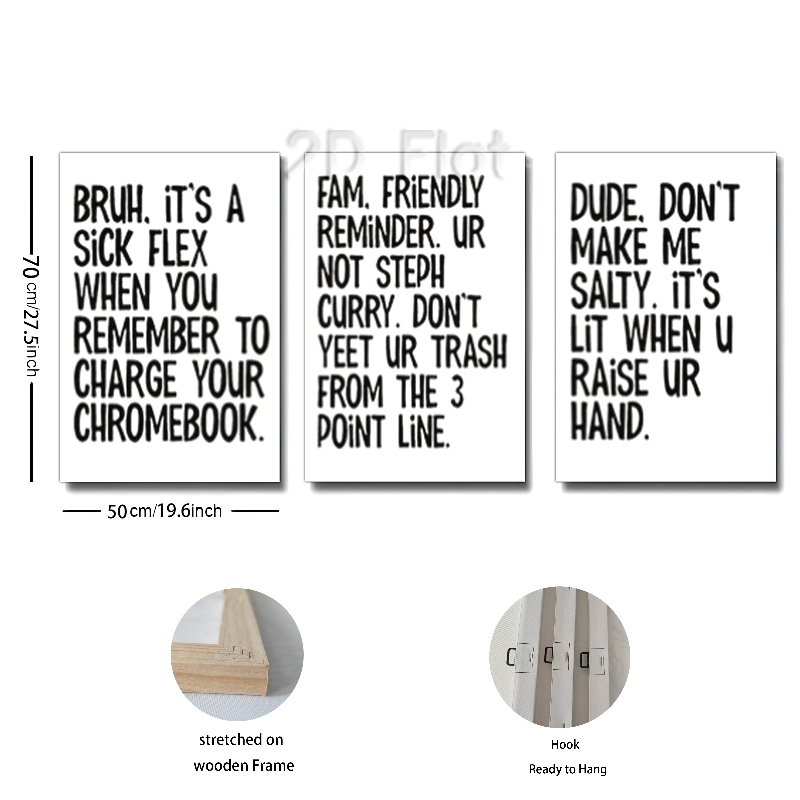 2D Flat
BRUH, iT'S A
SiCK FLEX
WHEN YOU
REMEMBER TO
CHARGE YOUR
CHROMEBOOK.
FAM, FRiENDLY
REMiNDER. UR
NOT STEPH
CURRY. DON'T
YEET UR TRASH
FROM THE 3
POiNT LiNE.
DUDE, DON'T
MAKE ME
SALTY. iT'S
LiT WHEN U
RAiSE UR
HAND.
70 cm/27.5inch
50cm/19.6inch
stretched on
wooden Frame
Hook
Ready to Hang